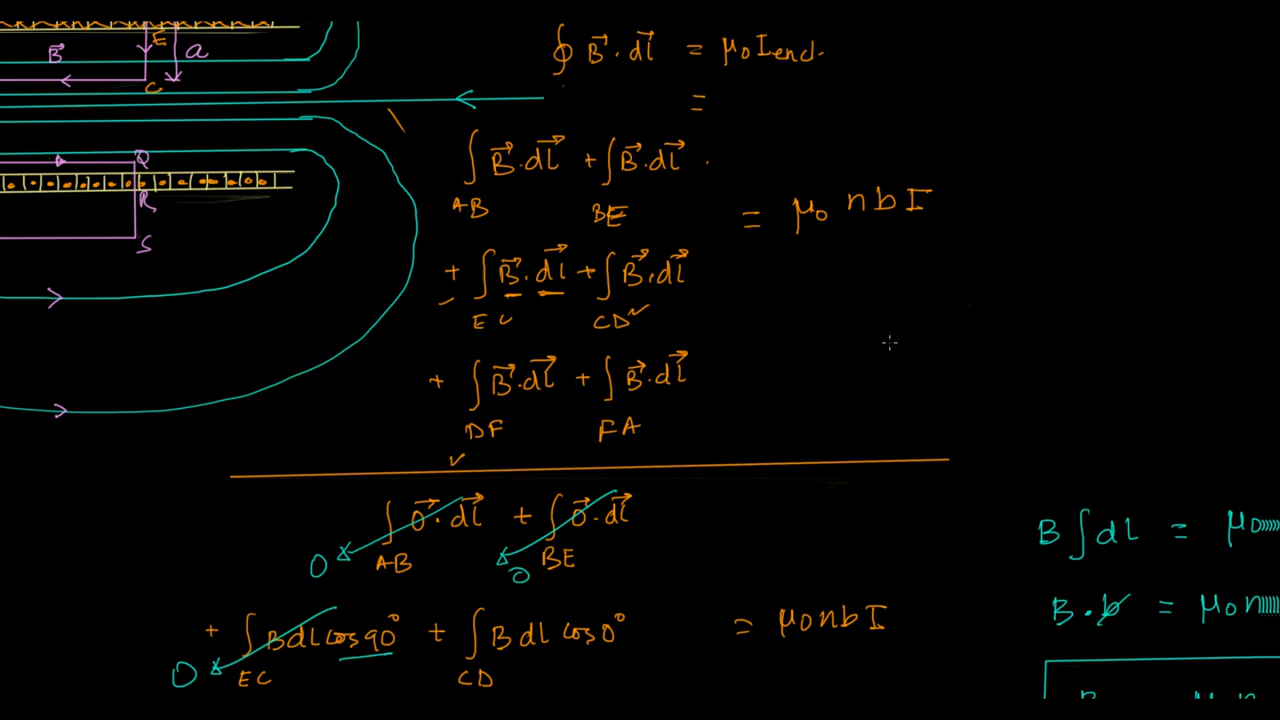 E
B⃗
a
C
Q
R
S
∮ B⃗ · dl⃗ = μ₀ I encl.
=
∫ B⃗ · dl⃗ + ∫ B⃗ · dl⃗
AB BE
= μ₀ n b I
+ ∫ B⃗ · dl⃗ + ∫ B⃗ · dl⃗
EC CD ✓
+ ∫ B⃗ · dl⃗ + ∫ B⃗ · dl⃗
DF FA
✓
∫ 0⃗ · dl⃗ + ∫ 0⃗ · dl⃗
0 AB 0 BE
+ ∫ B dl cos 90° + ∫ B dl cos 0° = μ₀ n b I
0 EC CD
B ∫ dl = μ₀
B · b = μ₀ n